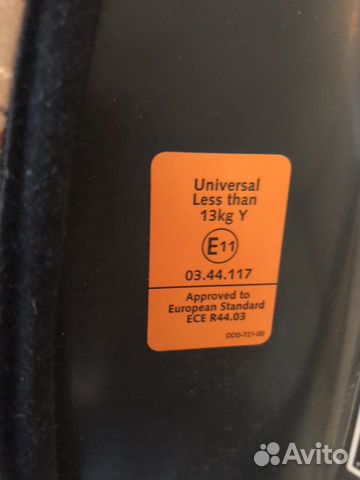 Universal
Less than
13kg Y
E11
03.44.117
Approved to
European Standard
ECE R44.03
DD0-721-00
Avito